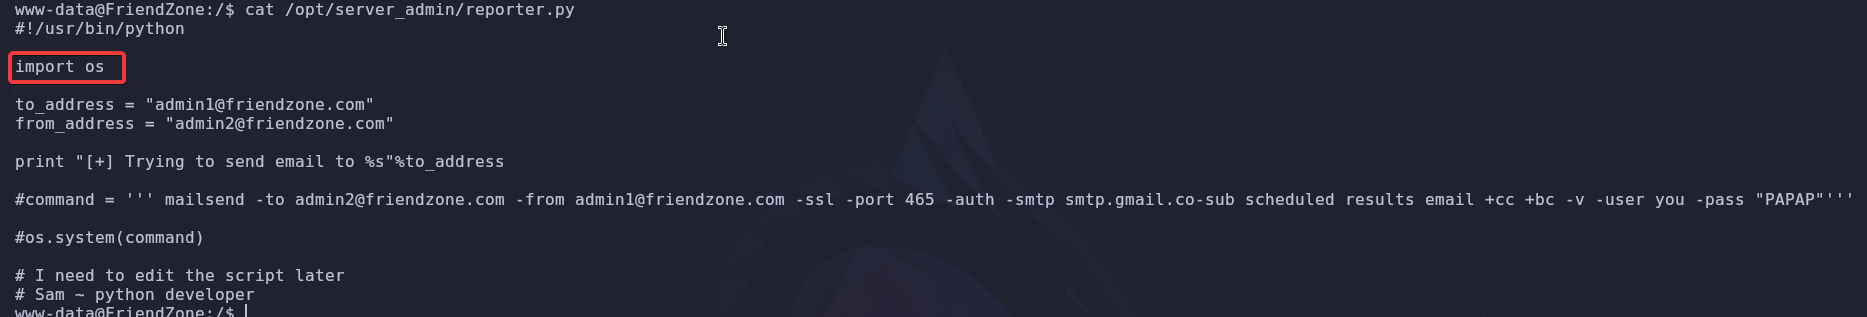 www-data@FriendZone:/$ cat /opt/server_admin/reporter.py
#!/usr/bin/python
import os
to_address = "admin1@friendzone.com"
from_address = "admin2@friendzone.com"
print "[+] Trying to send email to %s"%to_address
#command = ''' mailsend -to admin2@friendzone.com -from admin1@friendzone.com -ssl -port 465 -auth -smtp smtp.gmail.co-sub scheduled results email +cc +bc -v -user you -pass "PAPAP"'''
#os.system(command)
# I need to edit the script later
# Sam ~ python developer
www-data@FriendZone:/$